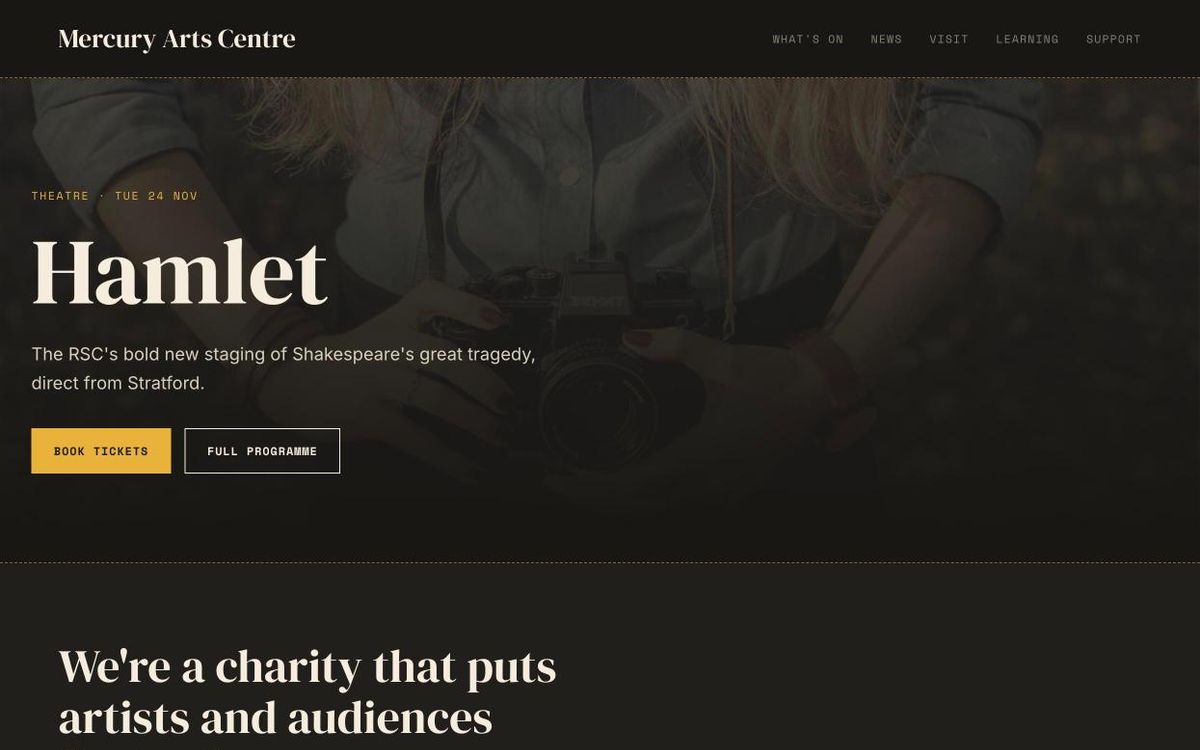 Mercury Arts Centre
WHAT'S ON NEWS VISIT LEARNING SUPPORT
THEATRE · TUE 24 NOV
Hamlet
The RSC's bold new staging of Shakespeare's great tragedy,
direct from Stratford.
BOOK TICKETS FULL PROGRAMME
We're a charity that puts
artists and audiences